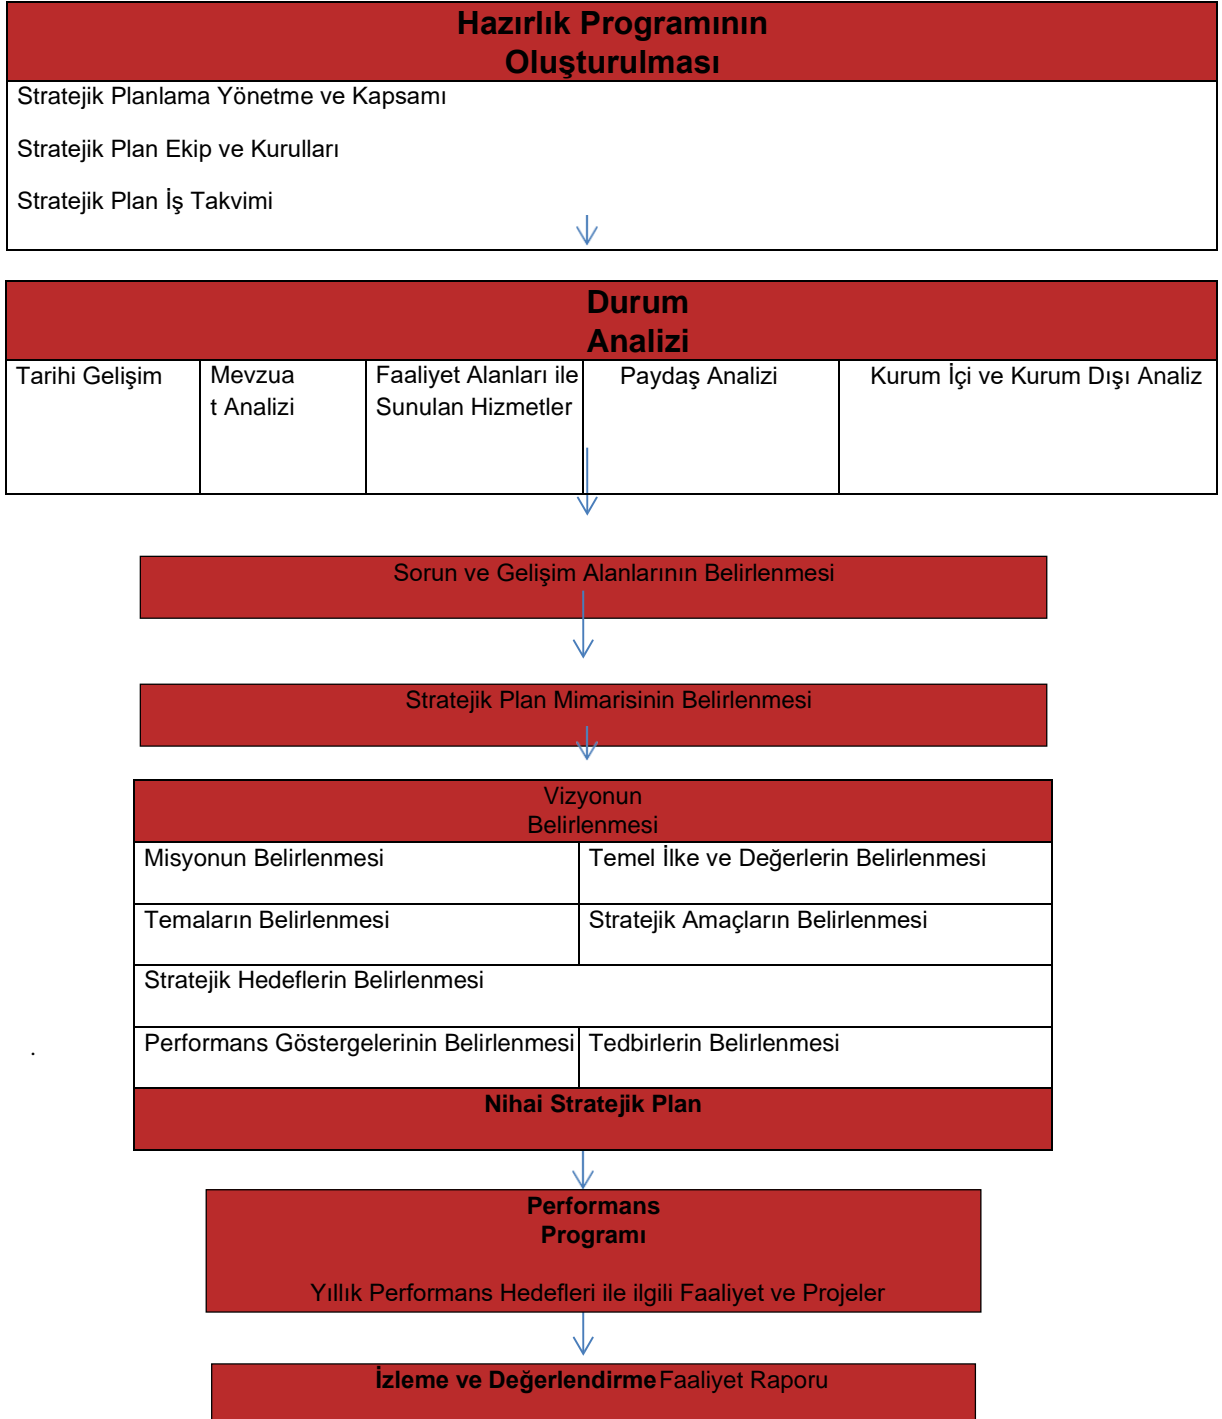 Hazırlık Programının
Oluşturulması
Stratejik Planlama Yönetme ve Kapsamı
Stratejik Plan Ekip ve Kurulları
Stratejik Plan İş Takvimi
Durum
Analizi
Tarihi Gelişim
Mevzua
t Analizi
Faaliyet Alanları ile
Sunulan Hizmetler
Paydaş Analizi
Kurum İçi ve Kurum Dışı Analiz
Sorun ve Gelişim Alanlarının Belirlenmesi
Stratejik Plan Mimarisinin Belirlenmesi
Vizyonun
Belirlenmesi
Misyonun Belirlenmesi
Temel İlke ve Değerlerin Belirlenmesi
Temaların Belirlenmesi
Stratejik Amaçların Belirlenmesi
Stratejik Hedeflerin Belirlenmesi
Performans Göstergelerinin Belirlenmesi
Tedbirlerin Belirlenmesi
.
Nihai Stratejik Plan
Performans
Programı
Yıllık Performans Hedefleri ile ilgili Faaliyet ve Projeler
İzleme ve Değerlendirme Faaliyet Raporu